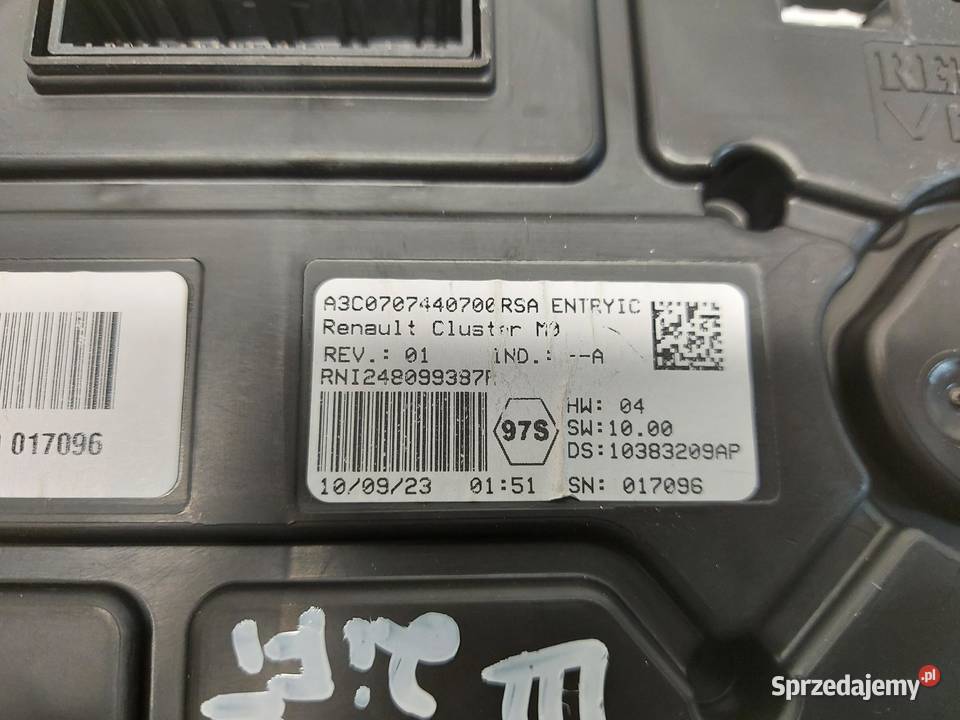 A3C0707440700 RSA ENTRYIC
Renault Cluster M0
REV.: 01 IND.: --A
RNI248099387R
97S
HW: 04
SW:10.00
DS:10383209AP
10/09/23 01:51 SN: 017096
017096
III
Sprzedajemy.pl